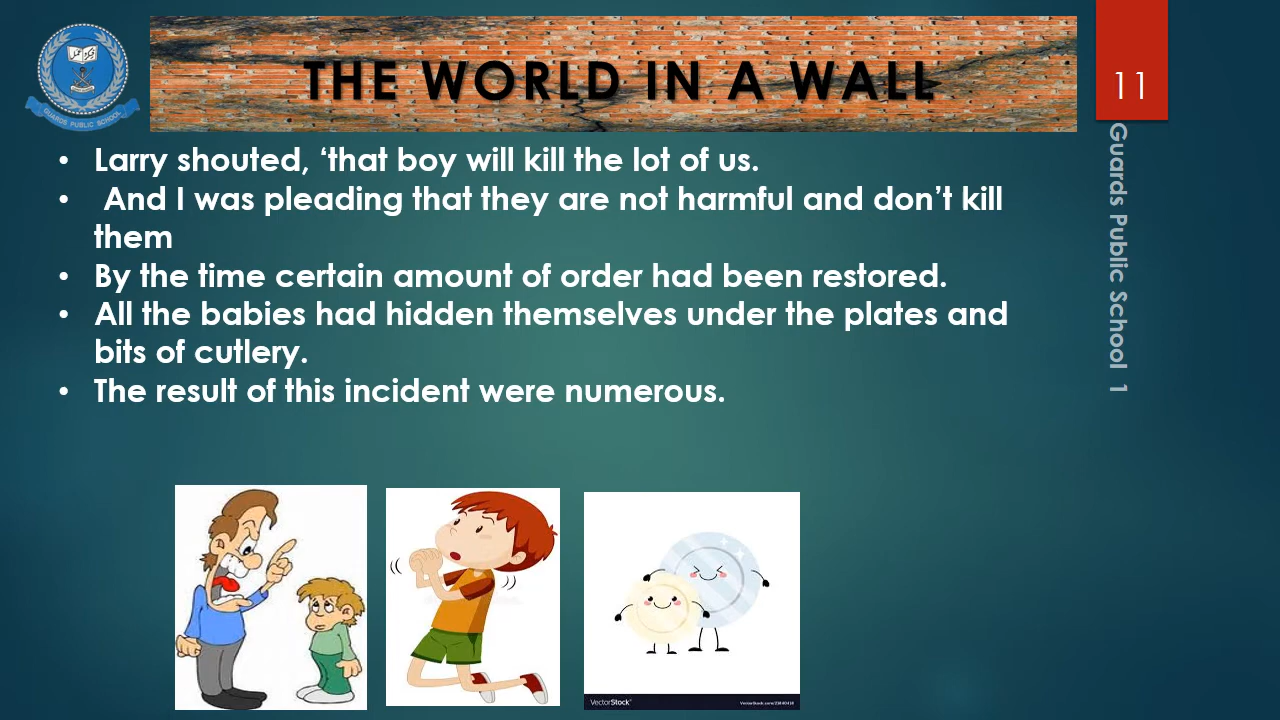 THE WORLD IN A WALL
11
Guards Public School 1
GUARDS PUBLIC SCHOOL
• Larry shouted, ‘that boy will kill the lot of us.
• And I was pleading that they are not harmful and don’t kill
them
• By the time certain amount of order had been restored.
• All the babies had hidden themselves under the plates and
bits of cutlery.
• The result of this incident were numerous.
VectorStock